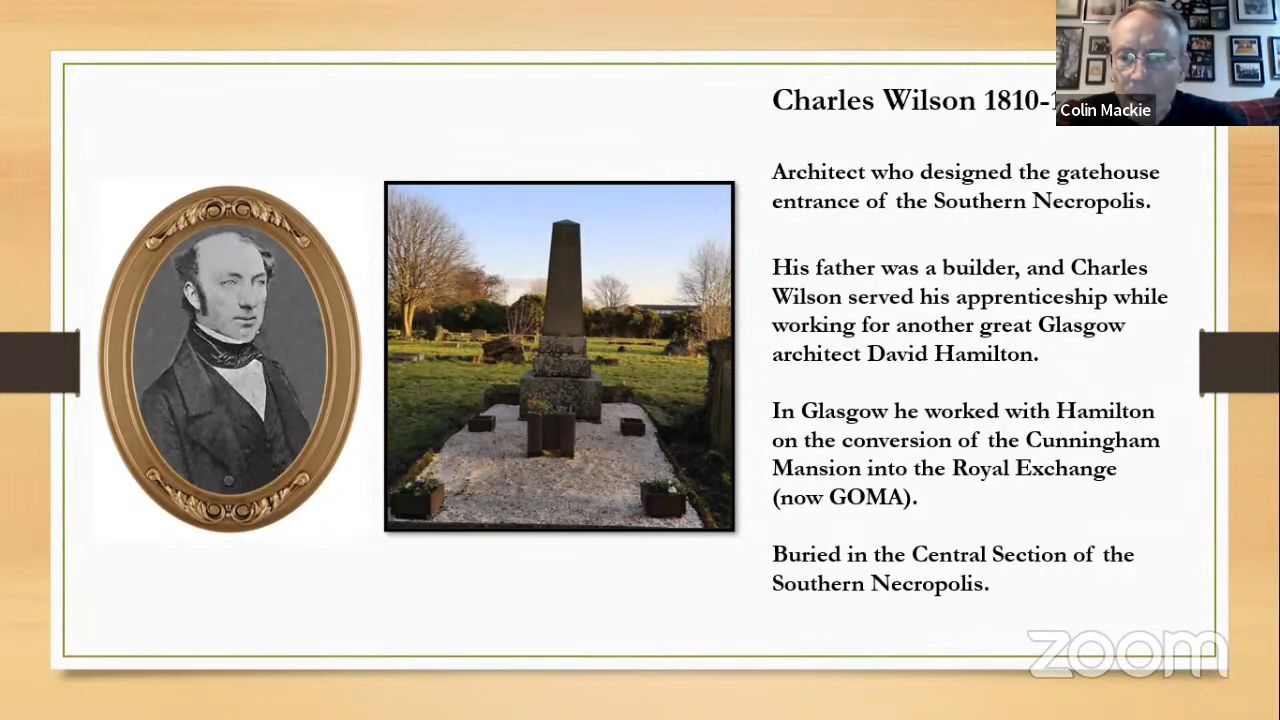 Charles Wilson 1810-
Colin Mackie
Architect who designed the gatehouse
entrance of the Southern Necropolis.
His father was a builder, and Charles
Wilson served his apprenticeship while
working for another great Glasgow
architect David Hamilton.
In Glasgow he worked with Hamilton
on the conversion of the Cunningham
Mansion into the Royal Exchange
(now GOMA).
Buried in the Central Section of the
Southern Necropolis.
zoom